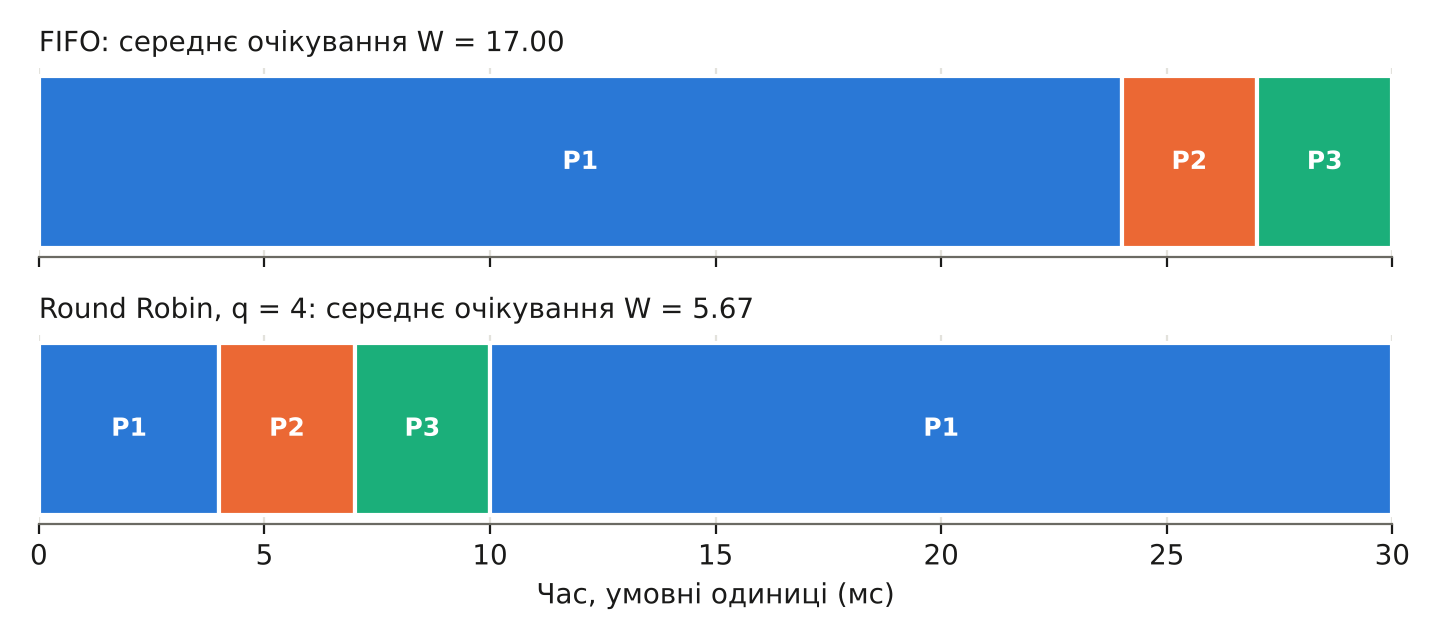 FIFO: середнє очікування W = 17.00
P1 P2 P3
Round Robin, q = 4: середнє очікування W = 5.67
P1 P2 P3 P1
0 5 10 15 20 25 30
Час, умовні одиниці (мс)